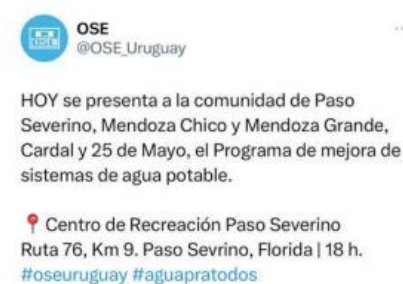 OSE
OSE
@OSE_Uruguay
HOY se presenta a la comunidad de Paso
Severino, Mendoza Chico y Mendoza Grande,
Cardal y 25 de Mayo, el Programa de mejora de
sistemas de agua potable.
📍 Centro de Recreación Paso Severino
Ruta 76, Km 9. Paso Sevrino, Florida | 18 h.
#oseuruguay #aguapratodos